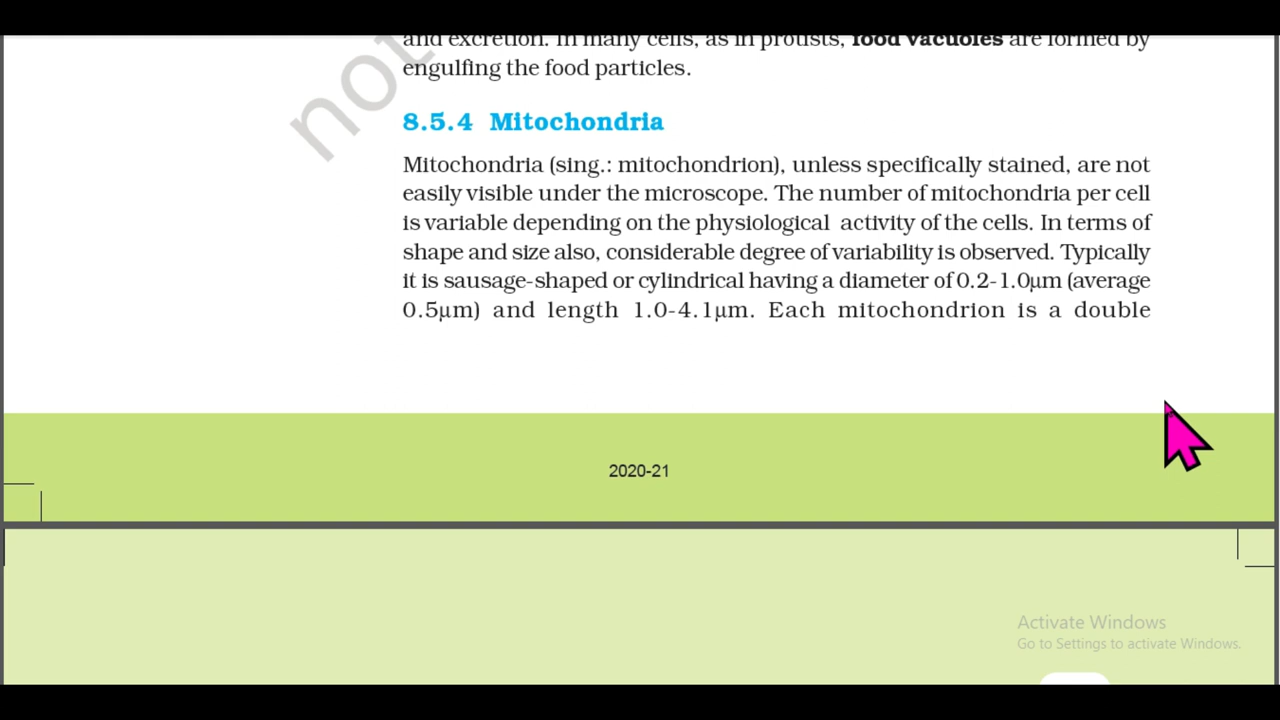 and excretion. In many cells, as in protists, food vacuoles are formed by
engulfing the food particles.
not
8.5.4 Mitochondria
Mitochondria (sing.: mitochondrion), unless specifically stained, are not
easily visible under the microscope. The number of mitochondria per cell
is variable depending on the physiological activity of the cells. In terms of
shape and size also, considerable degree of variability is observed. Typically
it is sausage-shaped or cylindrical having a diameter of 0.2-1.0µm (average
0.5µm) and length 1.0-4.1µm. Each mitochondrion is a double
2020-21
Activate Windows
Go to Settings to activate Windows.